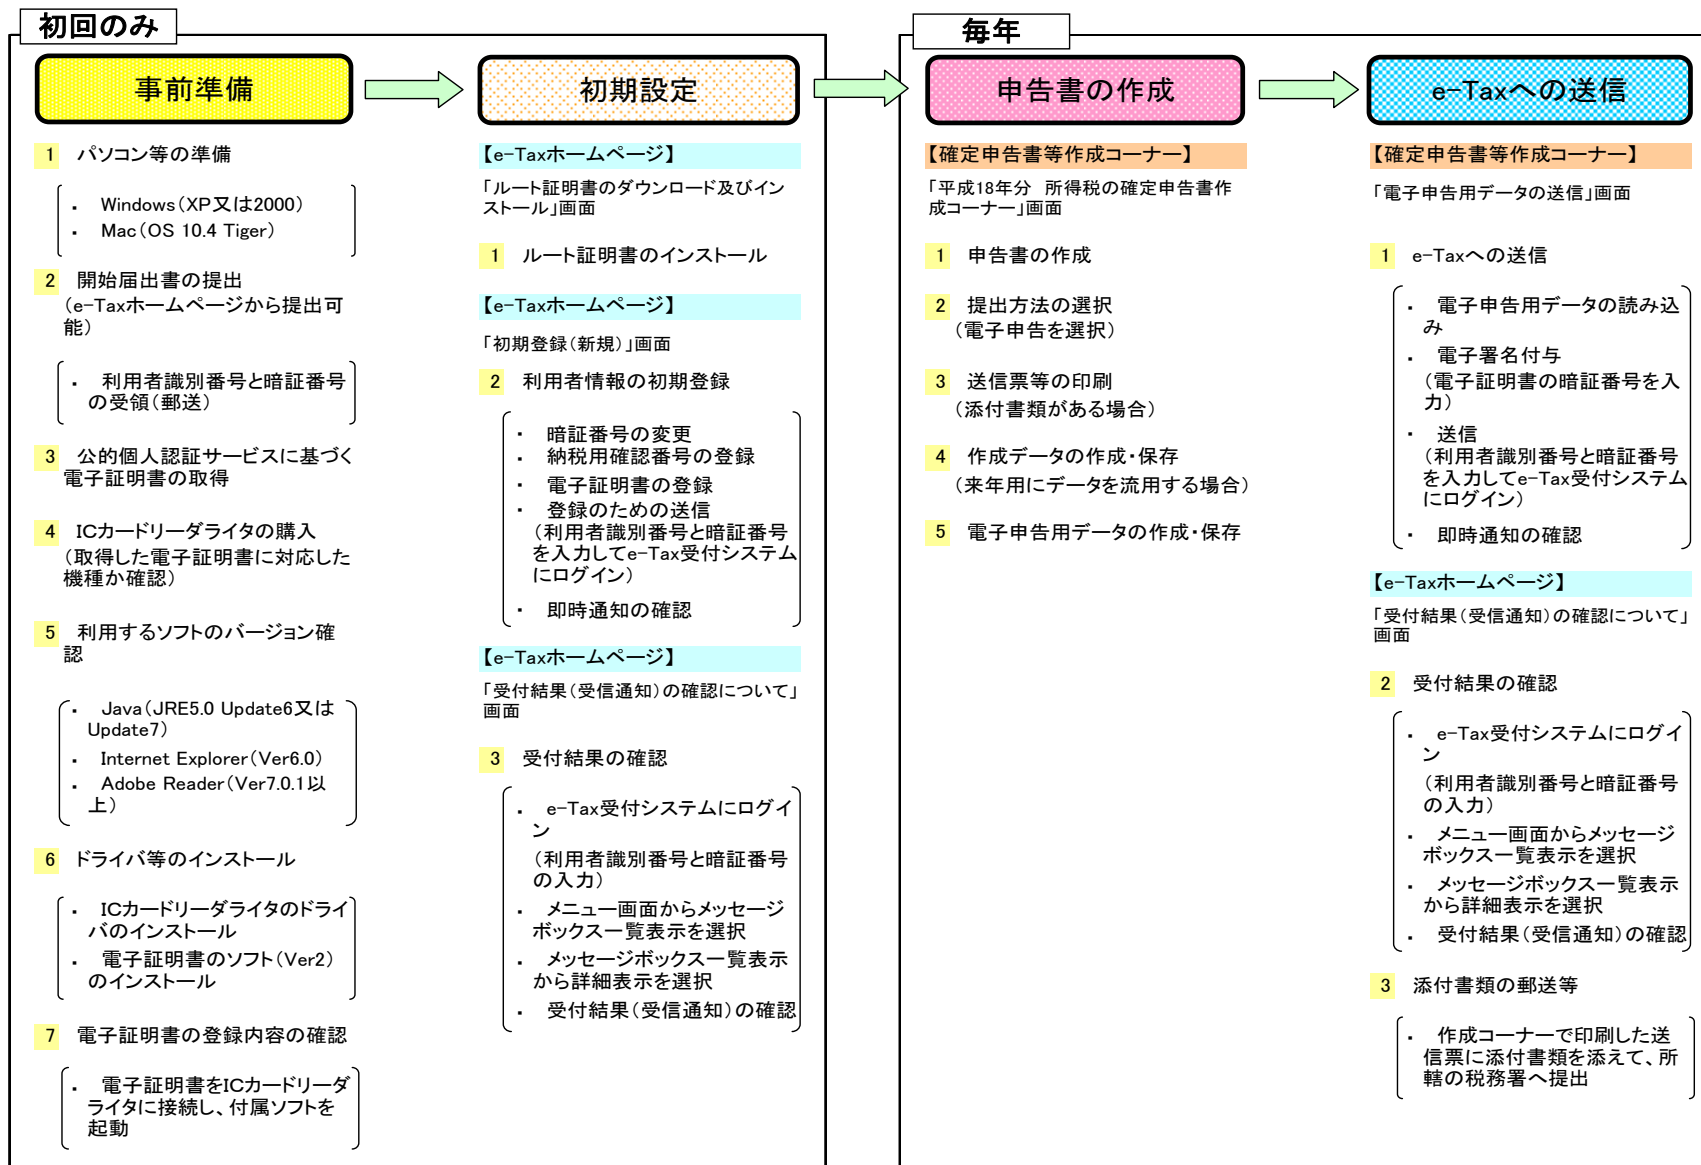 初回のみ
事前準備
1 パソコン等の準備
・ Windows(XP又は2000)
・ Mac(OS 10.4 Tiger)
2 開始届出書の提出
(e-Taxホームページから提出可
能)
・ 利用者識別番号と暗証番号
の受領(郵送)
3 公的個人認証サービスに基づく
電子証明書の取得
4 ICカードリーダライタの購入
(取得した電子証明書に対応した
機種か確認)
5 利用するソフトのバージョン確
認
・ Java(JRE5.0 Update6又は
Update7)
・ Internet Explorer(Ver6.0)
・ Adobe Reader(Ver7.0.1以
上)
6 ドライバ等のインストール
・ ICカードリーダライタのドライ
バのインストール
・ 電子証明書のソフト(Ver2)
のインストール
7 電子証明書の登録内容の確認
・ 電子証明書をICカードリーダ
ライタに接続し、付属ソフトを
起動
初期設定
【e-Taxホームページ】
「ルート証明書のダウンロード及びイン
ストール」画面
1 ルート証明書のインストール
【e-Taxホームページ】
「初期登録(新規)」画面
2 利用者情報の初期登録
・ 暗証番号の変更
・ 納税用確認番号の登録
・ 電子証明書の登録
・ 登録のための送信
(利用者識別番号と暗証番号
を入力してe-Tax受付システム
にログイン)
・ 即時通知の確認
【e-Taxホームページ】
「受付結果(受信通知)の確認について」
画面
3 受付結果の確認
・ e-Tax受付システムにログイ
ン
(利用者識別番号と暗証番号
の入力)
・ メニュー画面からメッセージ
ボックス一覧表示を選択
・ メッセージボックス一覧表示
から詳細表示を選択
・ 受付結果(受信通知)の確認
毎年
申告書の作成
【確定申告書等作成コーナー】
「平成18年分 所得税の確定申告書作
成コーナー」画面
1 申告書の作成
2 提出方法の選択
(電子申告を選択)
3 送信票等の印刷
(添付書類がある場合)
4 作成データの作成・保存
(来年用にデータを流用する場合)
5 電子申告用データの作成・保存
e-Taxへの送信
【確定申告書等作成コーナー】
「電子申告用データの送信」画面
1 e-Taxへの送信
・ 電子申告用データの読み込
み
・ 電子署名付与
(電子証明書の暗証番号を入
力)
・ 送信
(利用者識別番号と暗証番号
を入力してe-Tax受付システム
にログイン)
・ 即時通知の確認
【e-Taxホームページ】
「受付結果(受信通知)の確認について」
画面
2 受付結果の確認
・ e-Tax受付システムにログイ
ン
(利用者識別番号と暗証番号
の入力)
・ メニュー画面からメッセージ
ボックス一覧表示を選択
・ メッセージボックス一覧表示
から詳細表示を選択
・ 受付結果(受信通知)の確認
3 添付書類の郵送等
・ 作成コーナーで印刷した送
信票に添付書類を添えて、所
轄の税務署へ提出